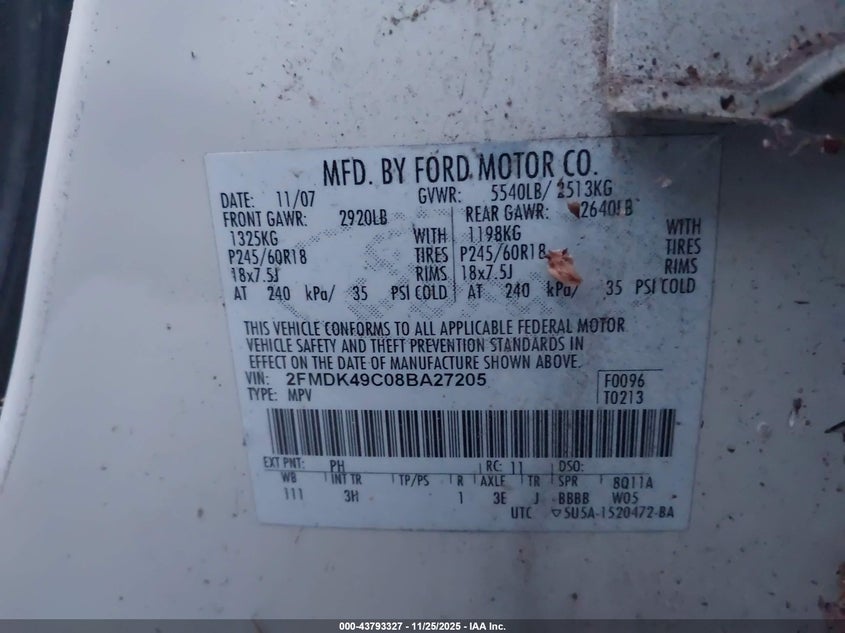 MFD. BY FORD MOTOR CO.
DATE: 11/07 GVWR: 5540LB/ 2513KG
FRONT GAWR: 2920LB REAR GAWR: 2640LB
1325KG WITH 1198KG WITH
P245/60R18 TIRES P245/60R18 TIRES
18x7.5J RIMS 18x7.5J RIMS
AT 240 kPa/ 35 PSI COLD AT 240 kPa/ 35 PSI COLD
THIS VEHICLE CONFORMS TO ALL APPLICABLE FEDERAL MOTOR
VEHICLE SAFETY AND THEFT PREVENTION STANDARDS IN
EFFECT ON THE DATE OF MANUFACTURE SHOWN ABOVE.
VIN: 2FMDK49C08BA27205 F0096
TYPE: MPV T0213
EXT PNT: PH RC: 11 DSO:
WB INT TR TP/PS R AXLE TR SPR 8Q11A
111 3H 1 3E J BBBB W05
UTC ▽5U5A-1520472-BA
000-43793327 - 11/25/2025 - IAA Inc.